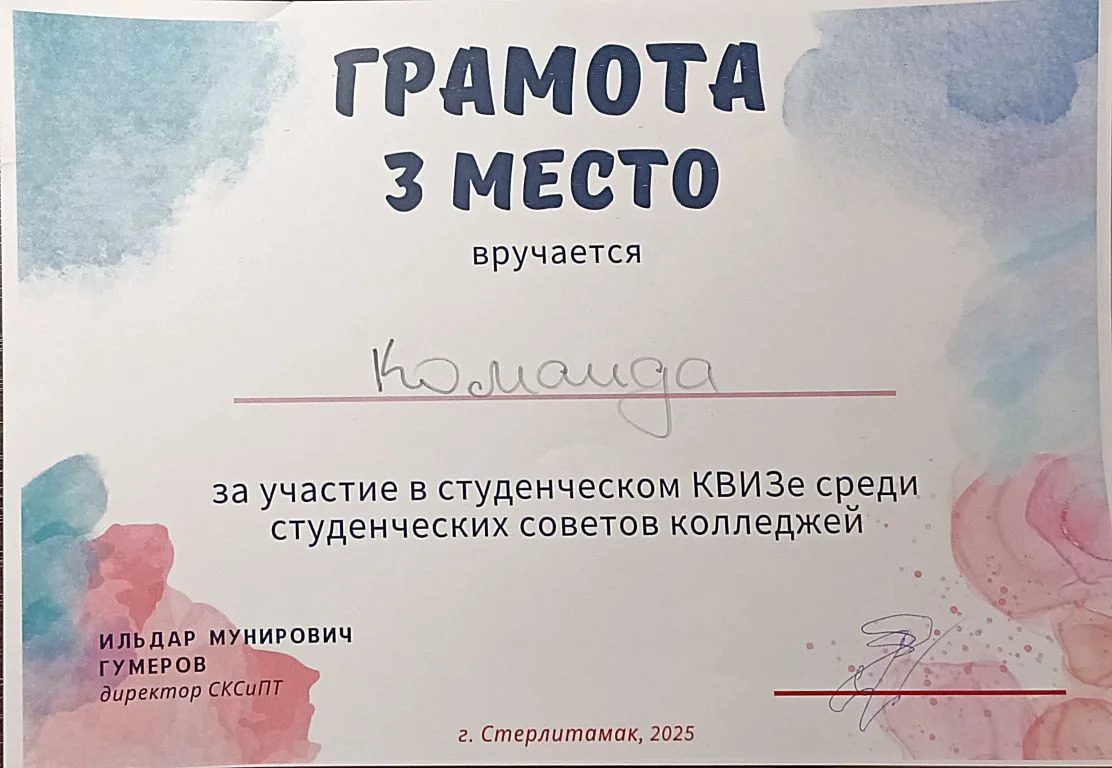 ГРАМОТА
3 МЕСТО
вручается
Команда
за участие в студенческом КВИЗе среди
студенческих советов колледжей
ИЛЬДАР МУНИРОВИЧ
ГУМЕРОВ
директор СКСиПТ
г. Стерлитамак, 2025